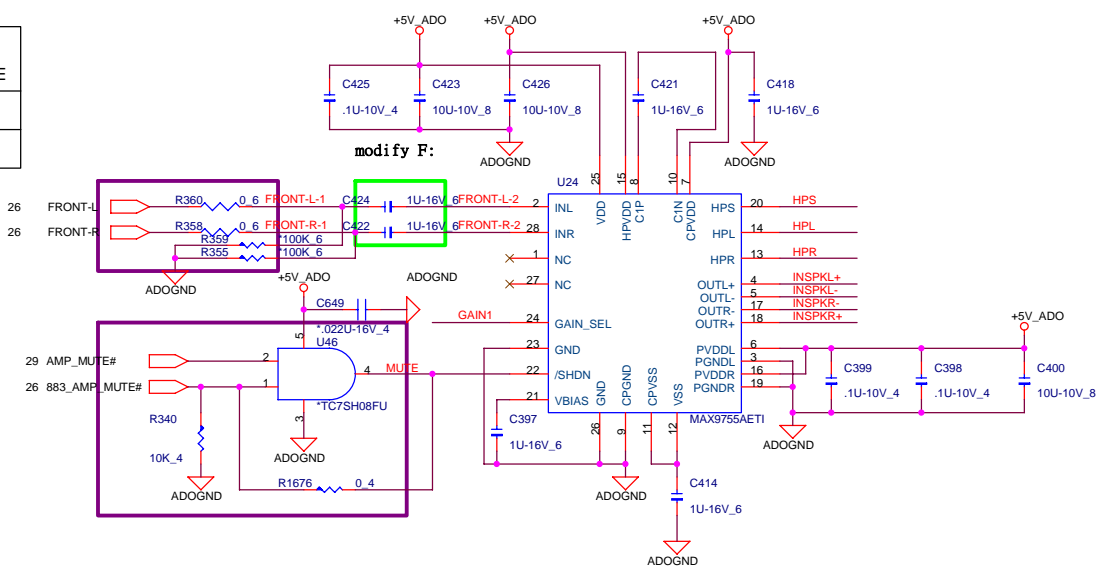 +5V_ADO
+5V_ADO
+5V_ADO
E
C425
.1U-10V_4
C423
10U-10V_8
C426
10U-10V_8
C421
1U-16V_6
C418
1U-16V_6
ADOGND
ADOGND
modify F:
U24
25
VDD
15
HPVDD
8
C1P
10
C1N
7
CPVDD
26 FRONT-L
R360
0_6
FRONT-L-1
C424
1U-16V_6
FRONT-L-2
2
INL
HPS
20
HPS
26 FRONT-R
R358
0_6
FRONT-R-1
C422
1U-16V_6
FRONT-R-2
28
INR
HPL
14
HPL
R359
*100K_6
R355
*100K_6
1
NC
HPR
13
HPR
ADOGND
27
NC
OUTL+
4
INSPKL+
OUTL-
5
INSPKL-
OUTR-
17
INSPKR-
OUTR+
18
INSPKR+
+5V_ADO
ADOGND
C649
*.022U-16V_4
GAIN1
24
GAIN_SEL
+5V_ADO
U46
5
29 AMP_MUTE#
2
26 883_AMP_MUTE#
1
4
MUTE
3
*TC7SH08FU
ADOGND
R340
10K_4
ADOGND
R1676
0_4
23
GND
22
/SHDN
21
VBIAS
PVDDL
6
PGNDL
3
PVDDR
16
PGNDR
19
C399
.1U-10V_4
C398
.1U-10V_4
C400
10U-10V_8
GND
26
CPGND
9
CPVSS
11
VSS
12
MAX9755AETI
ADOGND
C397
1U-16V_6
ADOGND
C414
1U-16V_6
ADOGND